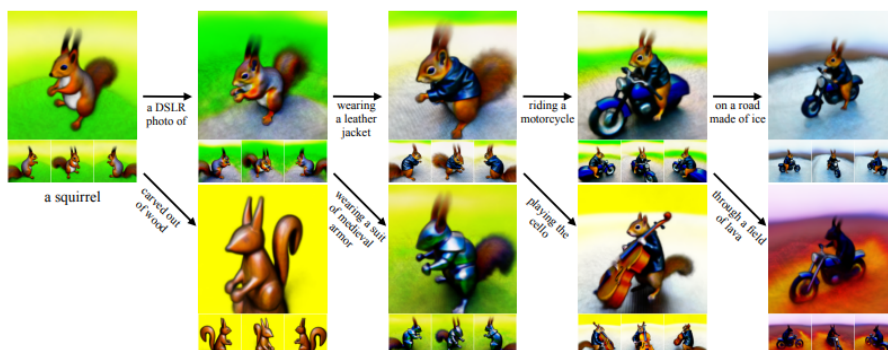 a DSLR
photo of
wearing
a leather
jacket
riding a
motorcycle
on a road
made of ice
a squirrel
carved out
of wood
wearing a suit
of medieval
armor
playing the
cello
through a field
of lava